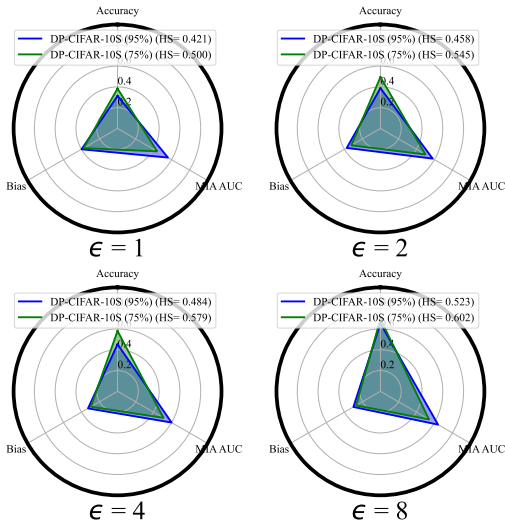 Accuracy
DP-CIFAR-10S (95%) (HS= 0.421)
DP-CIFAR-10S (75%) (HS= 0.500)
0.4
0.2
Bias
MIA AUC
ϵ = 1
Accuracy
DP-CIFAR-10S (95%) (HS= 0.458)
DP-CIFAR-10S (75%) (HS= 0.545)
0.4
0.2
Bias
MIA AUC
ϵ = 2
Accuracy
DP-CIFAR-10S (95%) (HS= 0.484)
DP-CIFAR-10S (75%) (HS= 0.579)
0.4
0.2
Bias
MIA AUC
ϵ = 4
Accuracy
DP-CIFAR-10S (95%) (HS= 0.523)
DP-CIFAR-10S (75%) (HS= 0.602)
0.4
0.2
Bias
MIA AUC
ϵ = 8